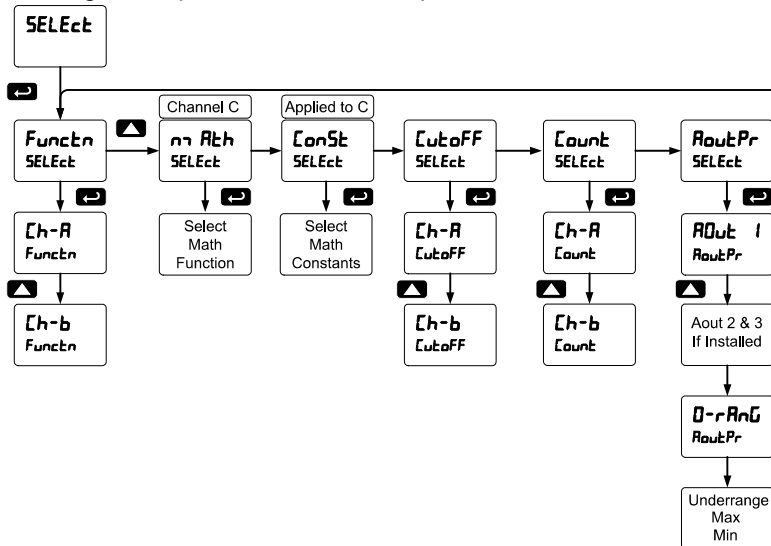 SELEct
Channel C
Applied to C
Functn
SELEct
mAth
SELEct
ConSt
SELEct
CutoFF
SELEct
Count
SELEct
AoutPr
SELEct
Ch-A
Functn
Select
Math
Function
Select
Math
Constants
Ch-A
CutoFF
Ch-A
Count
AOut 1
AoutPr
Ch-b
Functn
Ch-b
CutoFF
Ch-b
Count
Aout 2 & 3
If Installed
O-rAnG
AoutPr
Underrange
Max
Min